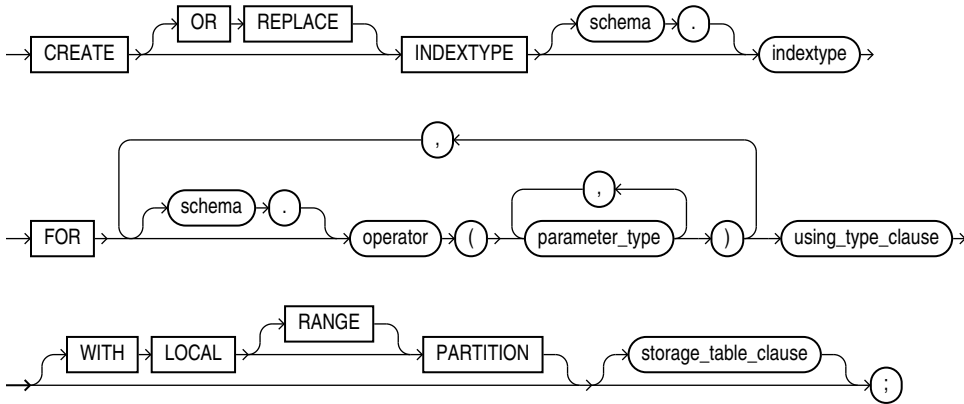 OR REPLACE schema .
CREATE INDEXTYPE indextype
,
schema . ,
FOR operator ( parameter_type ) using_type_clause
RANGE
WITH LOCAL PARTITION storage_table_clause
;